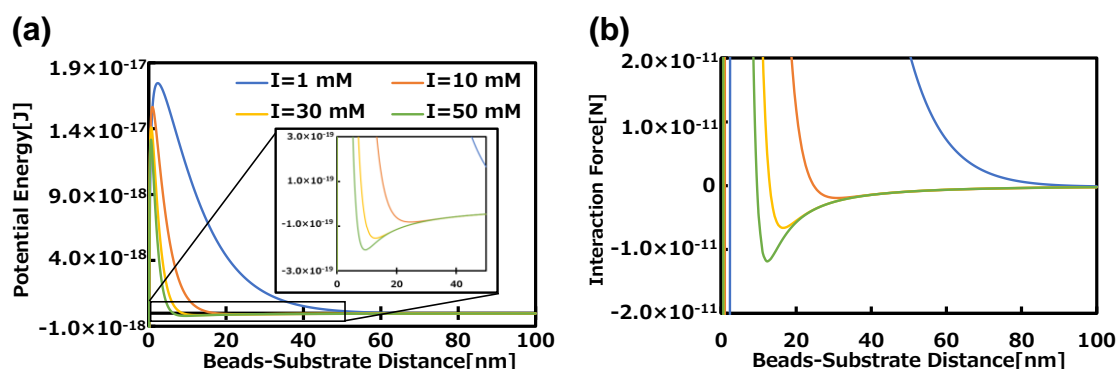 (a)
1.9×10⁻¹⁷
1.4×10⁻¹⁷
9.0×10⁻¹⁸
4.0×10⁻¹⁸
-1.0×10⁻¹⁸
Potential Energy[J]
I=1 mM
I=10 mM
I=30 mM
I=50 mM
3.0×10⁻¹⁹
1.0×10⁻¹⁹
-1.0×10⁻¹⁹
-3.0×10⁻¹⁹
20 40
0 20 40 60 80 100
Beads-Substrate Distance[nm]
(b)
2.0×10⁻¹¹
1.0×10⁻¹¹
0
-1.0×10⁻¹¹
-2.0×10⁻¹¹
Interaction Force[N]
0 20 40 60 80 100
Beads-Substrate Distance[nm]